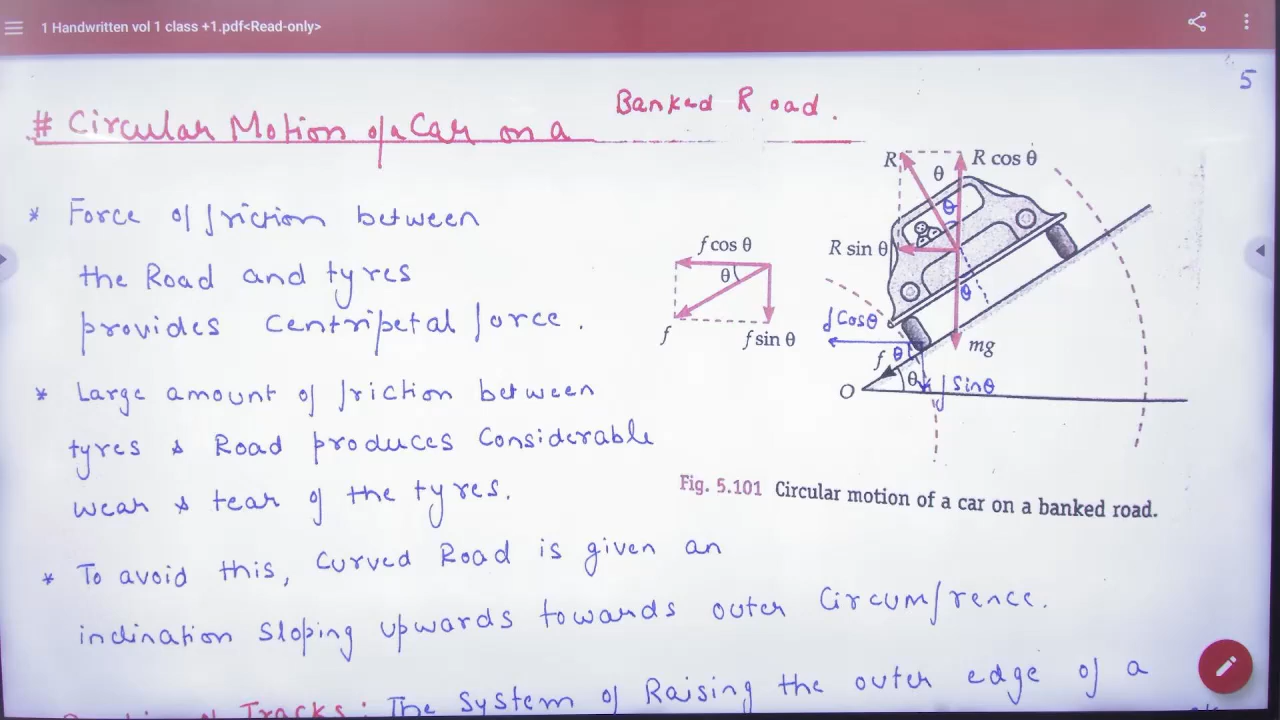 1 Handwritten vol 1 class +1.pdf<Read-only>
5
# Circular Motion of a Car on a Banked Road.
* Force of friction between
the Road and tyres
provides Centripetal force.
* Large amount of friction between
tyres & Road produces Considerable
wear & tear of the tyres.
* To avoid this, Curved Road is given an
inclination sloping upwards towards outer Circumfrence.
Tracks: The System of Raising the outer edge of a
f cos θ
θ
f
f sin θ
R
R cos θ
θ
θ
R sin θ
θ
f Cosθ
mg
f
θ
θ
f Sinθ
O
Fig. 5.101 Circular motion of a car on a banked road.